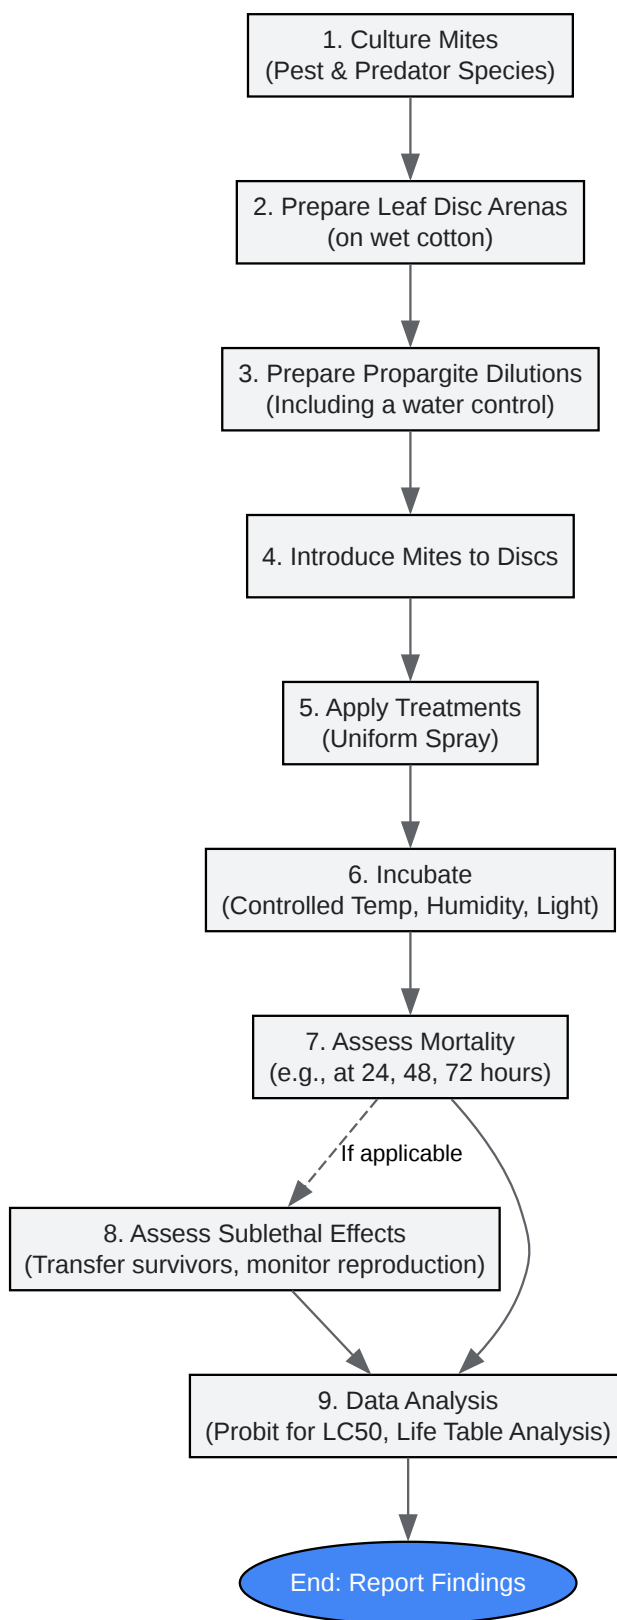 1. Culture Mites
(Pest & Predator Species)
2. Prepare Leaf Disc Arenas
(on wet cotton)
3. Prepare Propargite Dilutions
(Including a water control)
4. Introduce Mites to Discs
5. Apply Treatments
(Uniform Spray)
6. Incubate
(Controlled Temp, Humidity, Light)
7. Assess Mortality
(e.g., at 24, 48, 72 hours)
If applicable
8. Assess Sublethal Effects
(Transfer survivors, monitor reproduction)
9. Data Analysis
(Probit for LC50, Life Table Analysis)
End: Report Findings